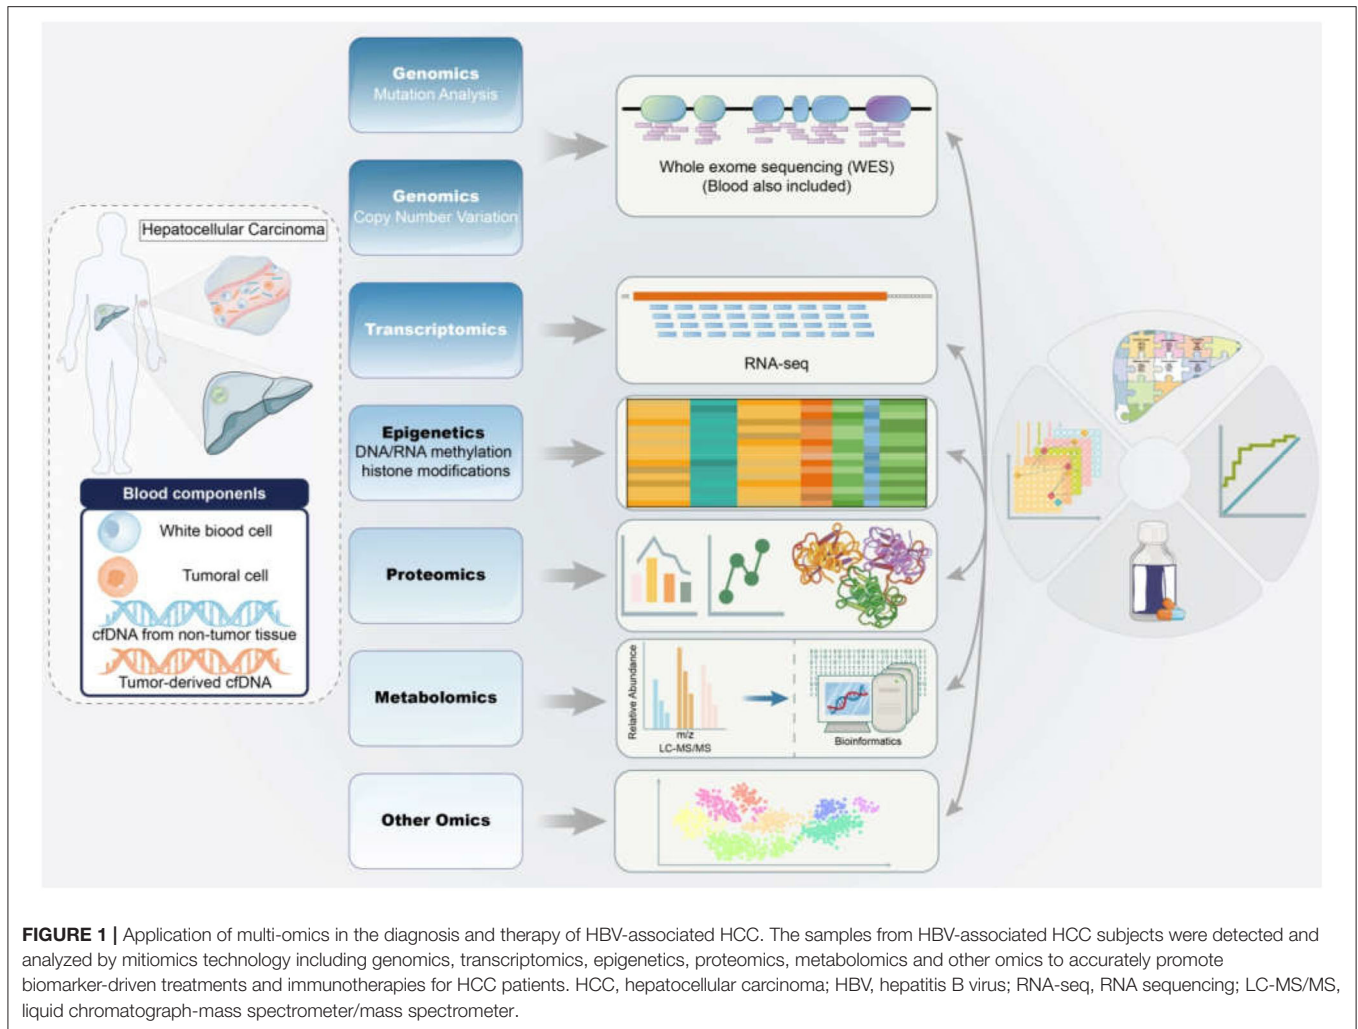 Genomics
Mutation Analysis
Genomics
Copy Number Variation
Transcriptomics
Epigenetics
DNA/RNA methylation
histone modifications
Proteomics
Metabolomics
Other Omics
Hepatocellular Carcinoma
Blood componenls
White blood cell
Tumoral cell
cfDNA from non-tumor tissue
Tumor-derived cfDNA
Whole exome sequencing (WES)
(Blood also included)
RNA-seq
Relative Abundance
m/z
LC-MS/MS
Bioinformatics
FIGURE 1 | Application of multi-omics in the diagnosis and therapy of HBV-associated HCC. The samples from HBV-associated HCC subjects were detected and
analyzed by mitiomics technology including genomics, transcriptomics, epigenetics, proteomics, metabolomics and other omics to accurately promote
biomarker-driven treatments and immunotherapies for HCC patients. HCC, hepatocellular carcinoma; HBV, hepatitis B virus; RNA-seq, RNA sequencing; LC-MS/MS,
liquid chromatograph-mass spectrometer/mass spectrometer.